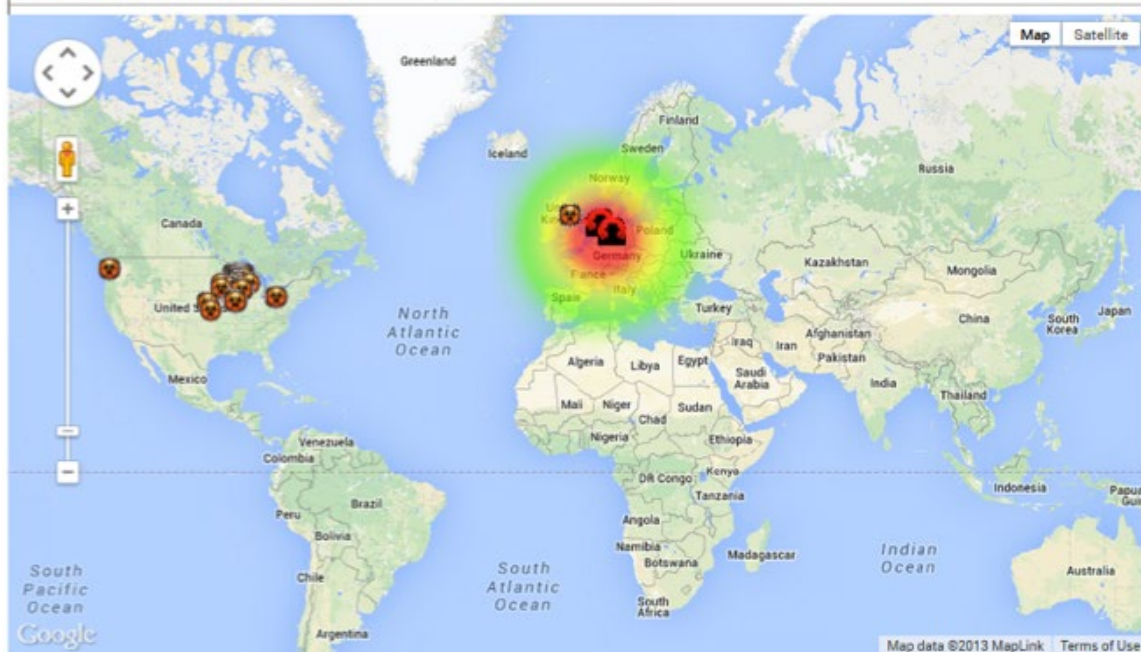 Map Satellite
Greenland
Finland
Iceland
Sweden
Russia
Norway
Canada
Poland
Ukraine
Germany
Kazakhstan
Mongolia
France
Italy
United S
Spain
North
Atlantic
Ocean
Turkey
China
South
Korea
Japan
Iraq
Iran
Afghanistan
Pakistan
Algeria
Libya
Egypt
Saudi
Arabia
Mexico
India
Thailand
Mali
Niger
Sudan
Chad
Venezuela
Nigeria
Ethiopia
Colombia
DR Congo
Kenya
Indonesia
Papua
Gui
Tanzania
Brazil
Peru
Angola
Bolivia
Namibia
Botswana
Madagascar
Indian
Ocean
Australia
South
Pacific
Ocean
Chile
South
Atlantic
Ocean
South
Africa
Argentina
Google
Map data ©2013 MapLink Terms of Use